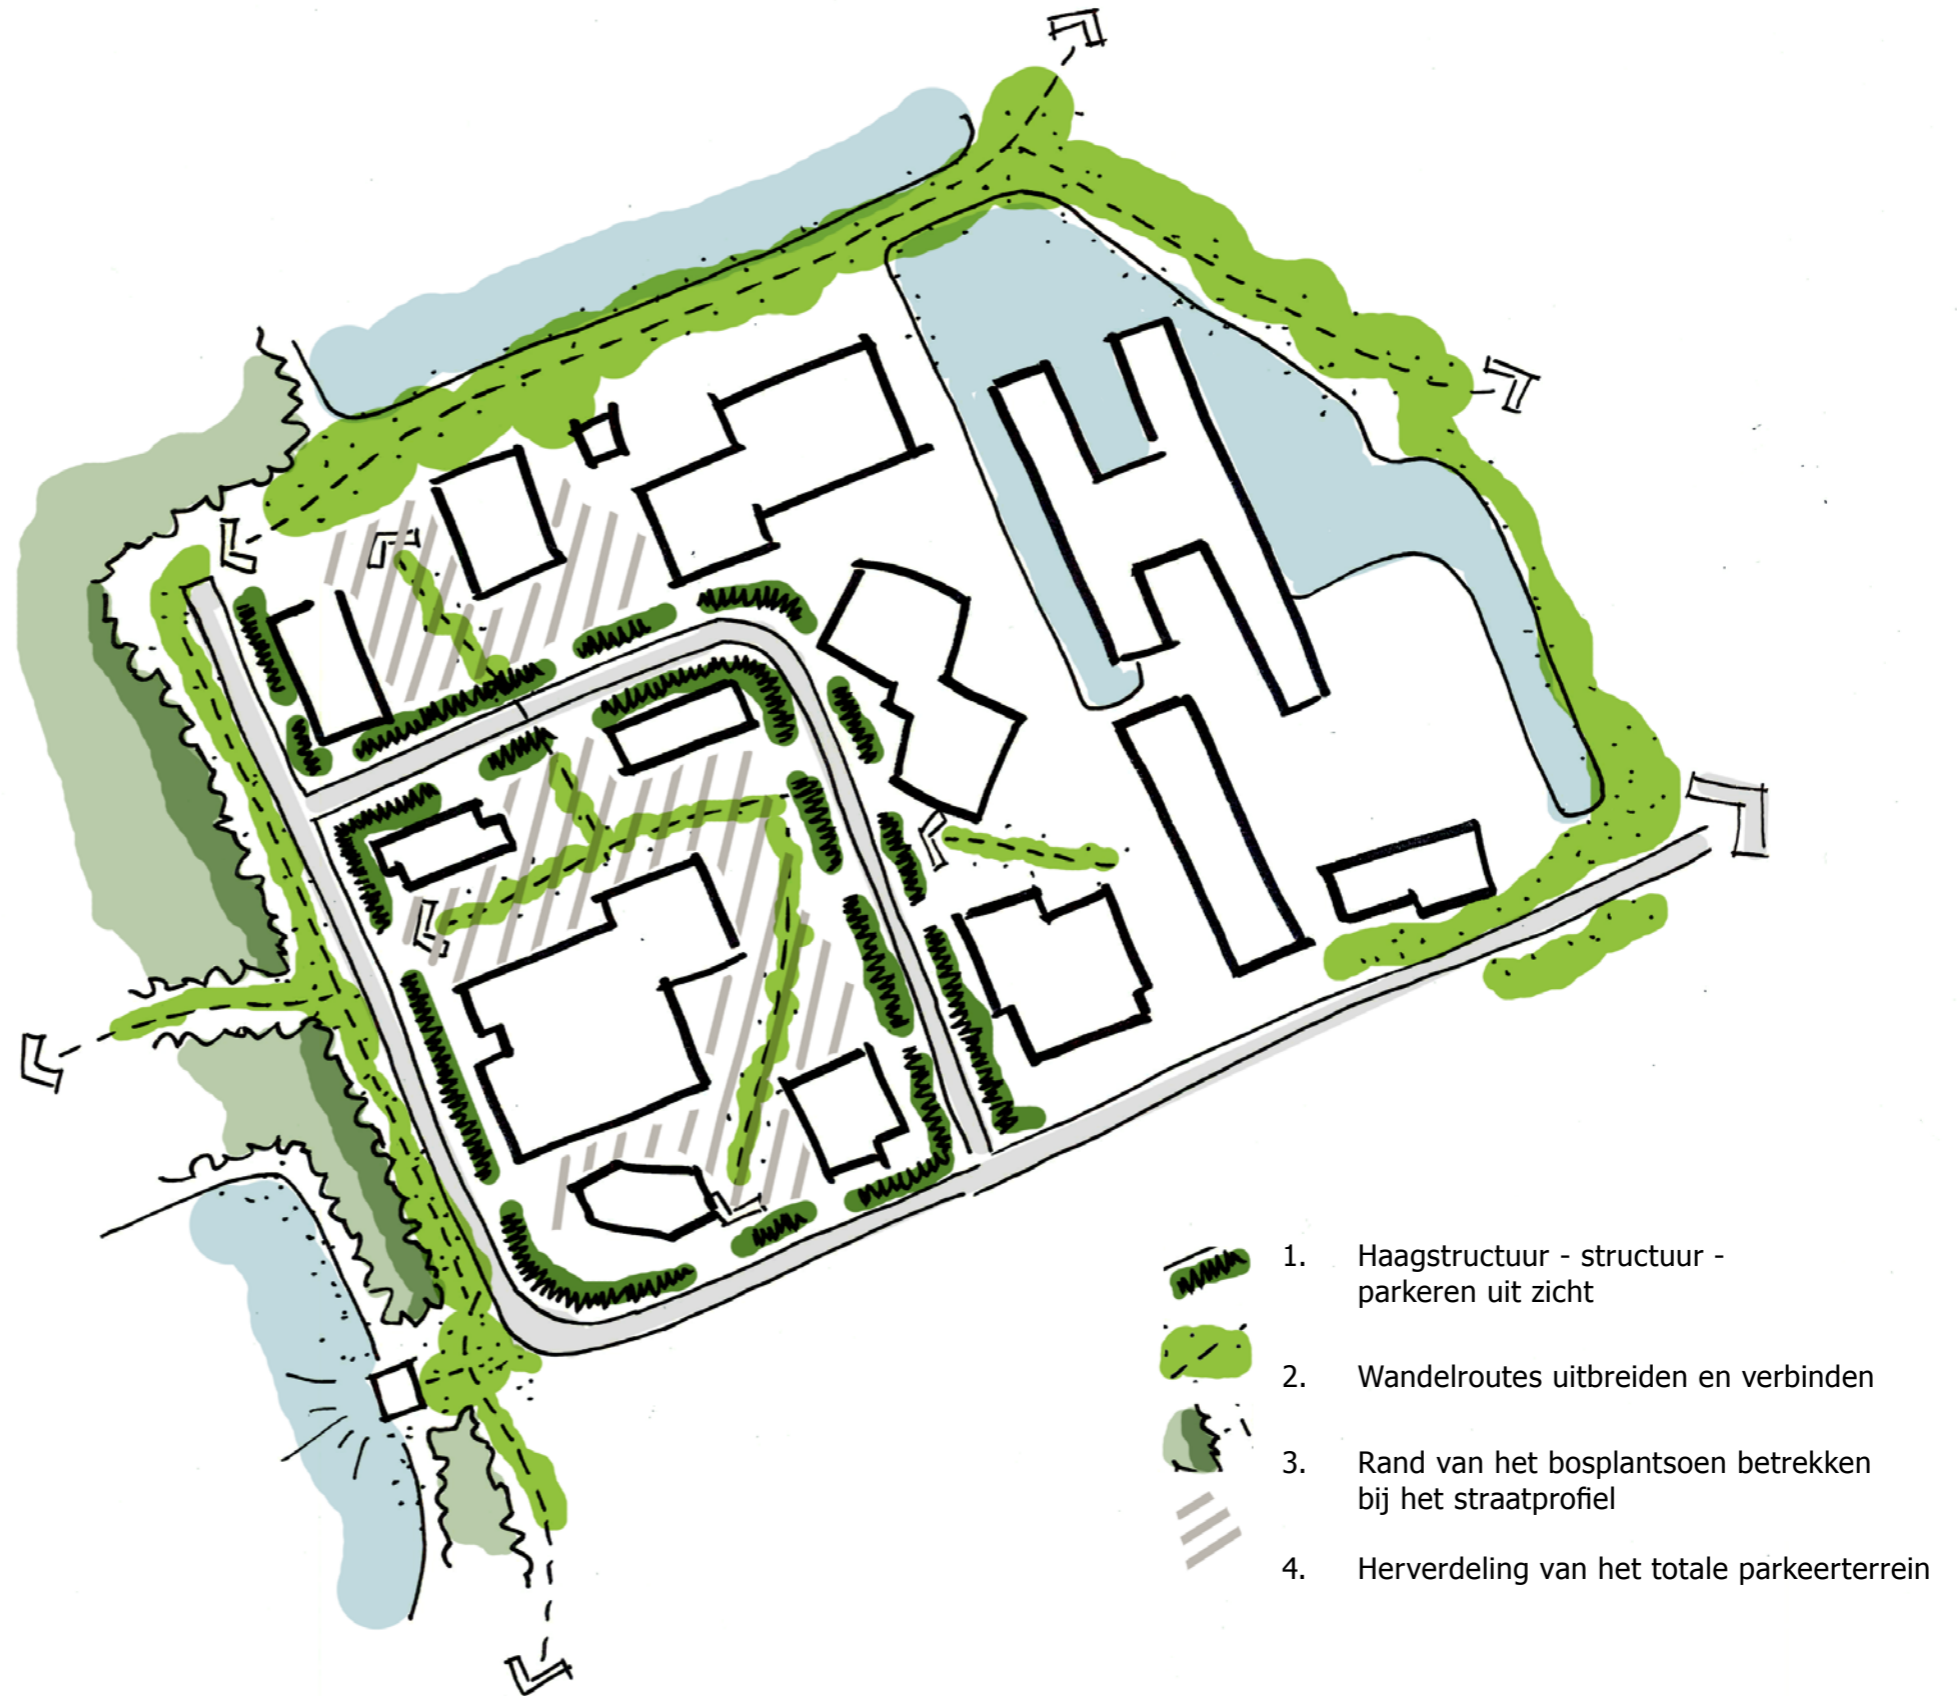 1. Haagstructuur - structuur -
parkeren uit zicht
2. Wandelroutes uitbreiden en verbinden
3. Rand van het bosplantsoen betrekken
bij het straatprofiel
4. Herverdeling van het totale parkeerterrein